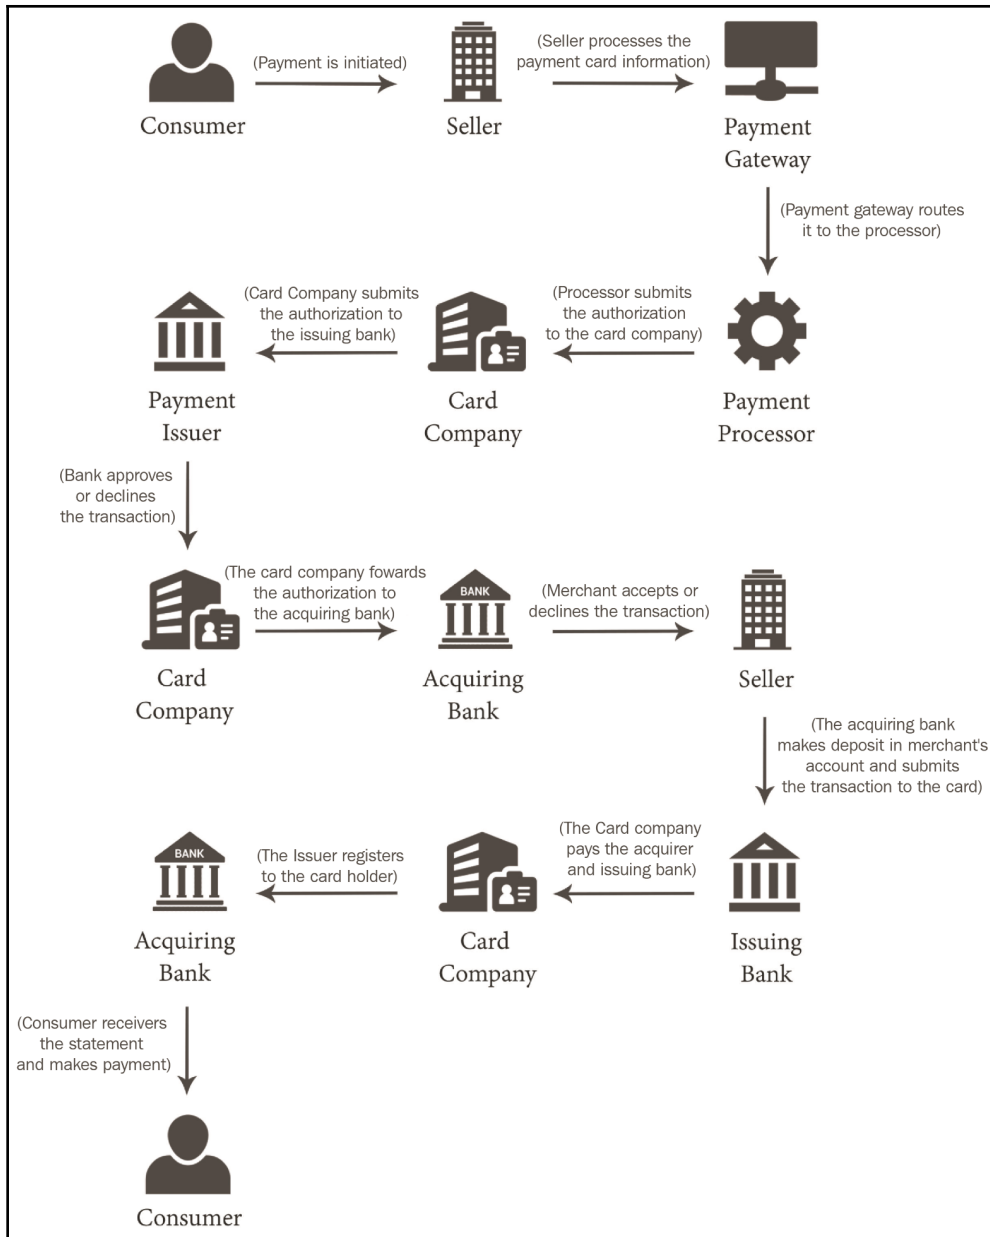 (Payment is initiated)
(Seller processes the
payment card information)
Consumer
Seller
Payment
Gateway
(Payment gateway routes
it to the processor)
(Card Company submits
the authorization to
the issuing bank)
(Processor submits
the authorization
to the card company)
Payment
Issuer
Card
Company
Payment
Processor
(Bank approves
or declines
the transaction)
(The card company fowards
the authorization to
the acquiring bank)
BANK
(Merchant accepts or
declines the transaction)
Card
Company
Acquiring
Bank
Seller
(The acquiring bank
makes deposit in merchant's
account and submits
the transaction to the card)
BANK
(The Issuer registers
to the card holder)
(The Card company
pays the acquirer
and issuing bank)
Acquiring
Bank
Card
Company
Issuing
Bank
(Consumer receivers
the statement
and makes payment)
Consumer